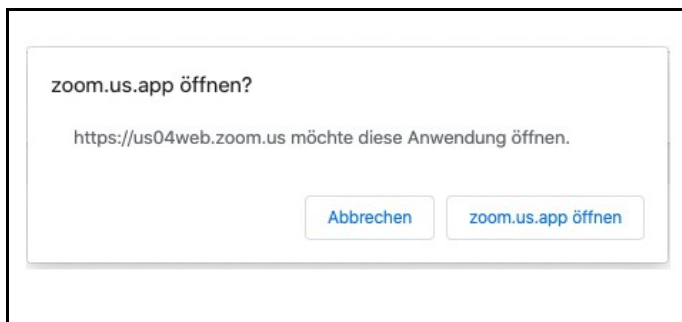 zoom.us.app öffnen?
https://us04web.zoom.us möchte diese Anwendung öffnen.
Abbrechen
zoom.us.app öffnen